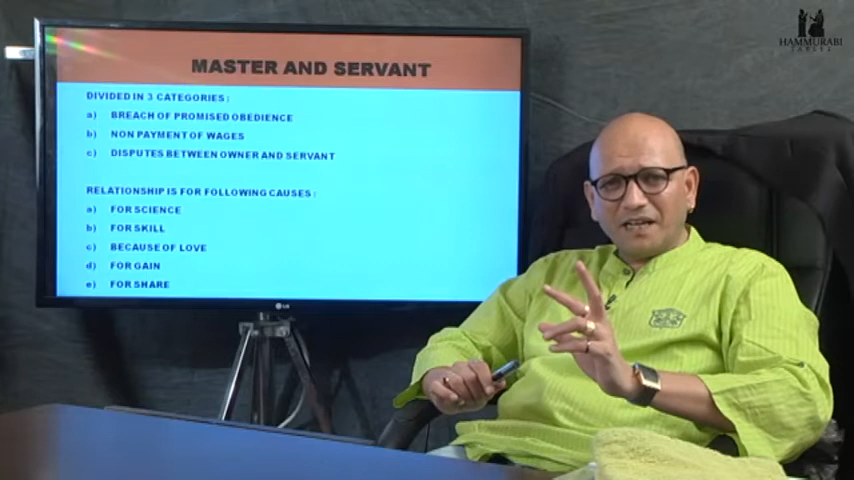 HAMMURABI
TABLETS
MASTER AND SERVANT
DIVIDED IN 3 CATEGORIES :
a) BREACH OF PROMISED OBEDIENCE
b) NON PAYMENT OF WAGES
c) DISPUTES BETWEEN OWNER AND SERVANT
RELATIONSHIP IS FOR FOLLOWING CAUSES :
a) FOR SCIENCE
b) FOR SKILL
c) BECAUSE OF LOVE
d) FOR GAIN
e) FOR SHARE
LG